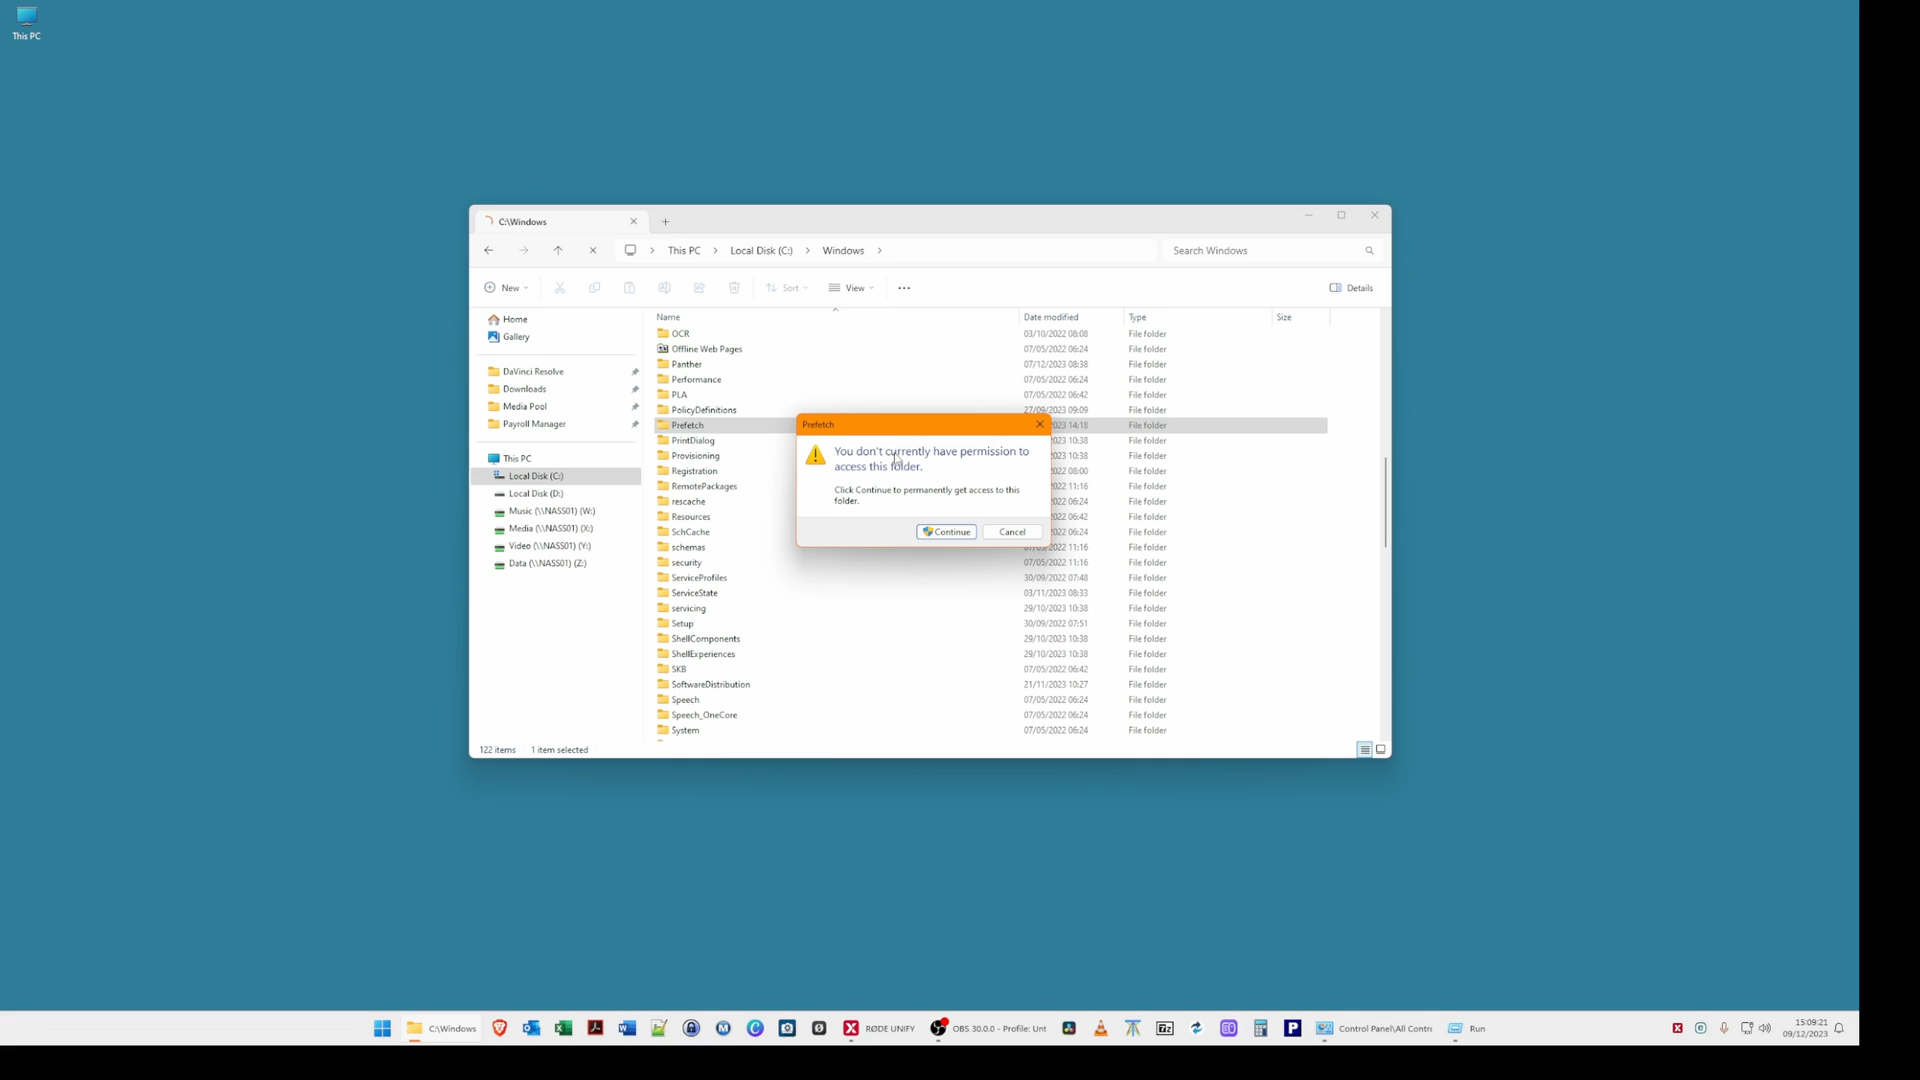 This PC
C:\Windows
This PC
Local Disk (C:)
Windows
Search Windows
New
Sort
View
Details
Home
Gallery
DaVinci Resolve
Downloads
Media Pool
Payroll Manager
This PC
Local Disk (C:)
Local Disk (D:)
Music (\\NASS01) (W:)
Media (\\NASS01) (X:)
Video (\\NASS01) (Y:)
Data (\\NASS01) (Z:)
Name Date modified Type Size
OCR 03/10/2022 08:08 File folder
Offline Web Pages 07/05/2022 06:24 File folder
Panther 07/12/2023 08:38 File folder
Performance 07/05/2022 06:24 File folder
PLA 07/05/2022 06:42 File folder
PolicyDefinitions 27/09/2023 09:09 File folder
Prefetch 2023 14:18 File folder
PrintDialog 2023 10:38 File folder
Provisioning 2023 10:38 File folder
Registration 2022 08:00 File folder
RemotePackages 2022 11:16 File folder
rescache 2022 06:24 File folder
Resources 2022 06:42 File folder
SchCache 2022 06:24 File folder
schemas 2022 11:16 File folder
security 07/05/2022 11:16 File folder
ServiceProfiles 30/09/2022 07:48 File folder
ServiceState 03/11/2023 08:33 File folder
servicing 29/10/2023 10:38 File folder
Setup 30/09/2022 07:51 File folder
ShellComponents 29/10/2023 10:38 File folder
ShellExperiences 29/10/2023 10:38 File folder
SKB 07/05/2022 06:42 File folder
SoftwareDistribution 21/11/2023 10:27 File folder
Speech 07/05/2022 06:24 File folder
Speech_OneCore 07/05/2022 06:24 File folder
System 07/05/2022 06:24 File folder
122 items 1 item selected
Prefetch
You don't currently have permission to
access this folder.
Click Continue to permanently get access to this
folder.
Continue
Cancel
C:\Windows
RØDE UNIFY
OBS 30.0.0 - Profile: Unt
7z
Control Panel\All Contro
Run
15:09:21
09/12/2023